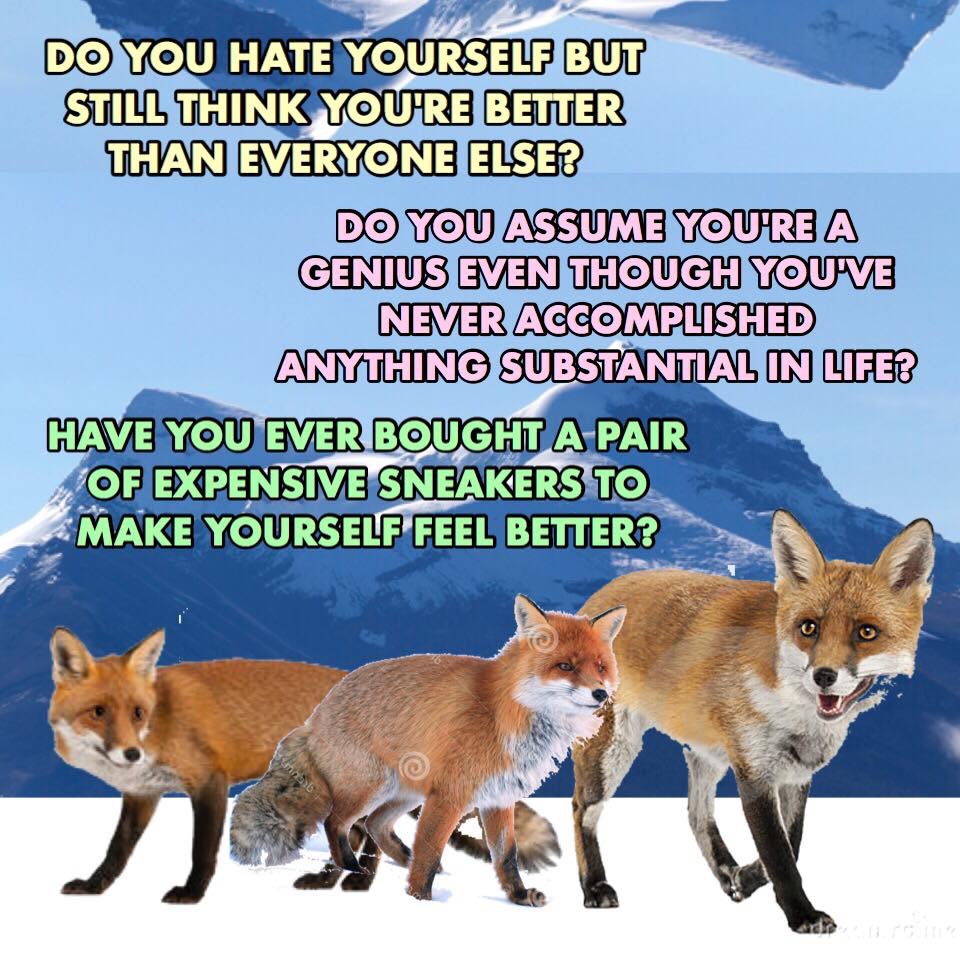 DO YOU HATE YOURSELF BUT
STILL THINK YOU'RE BETTER
THAN EVERYONE ELSE?
DO YOU ASSUME YOU'RE A
GENIUS EVEN THOUGH YOU'VE
NEVER ACCOMPLISHED
ANYTHING SUBSTANTIAL IN LIFE?
HAVE YOU EVER BOUGHT A PAIR
OF EXPENSIVE SNEAKERS TO
MAKE YOURSELF FEEL BETTER?